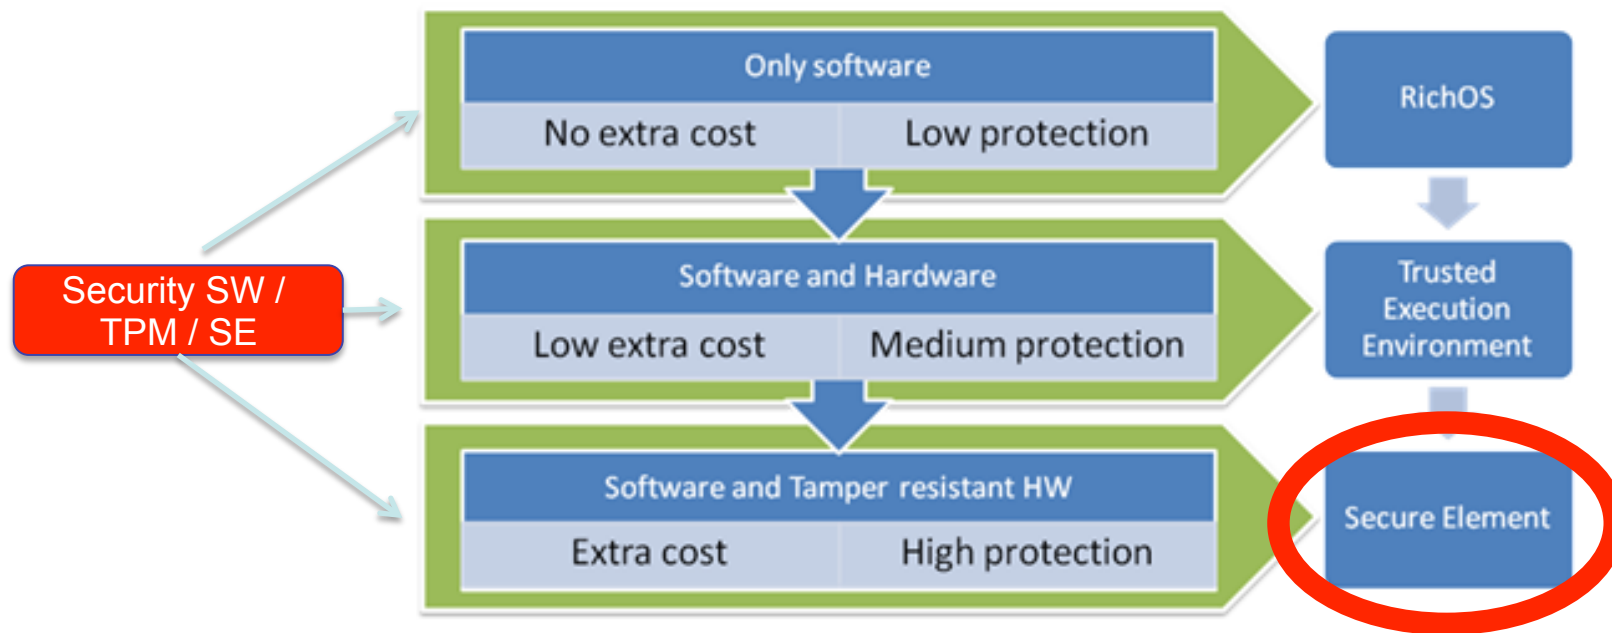 Only software
No extra cost
Low protection
RichOS
Security SW /
TPM / SE
Software and Hardware
Low extra cost
Medium protection
Trusted
Execution
Environment
Software and Tamper resistant HW
Extra cost
High protection
Secure Element